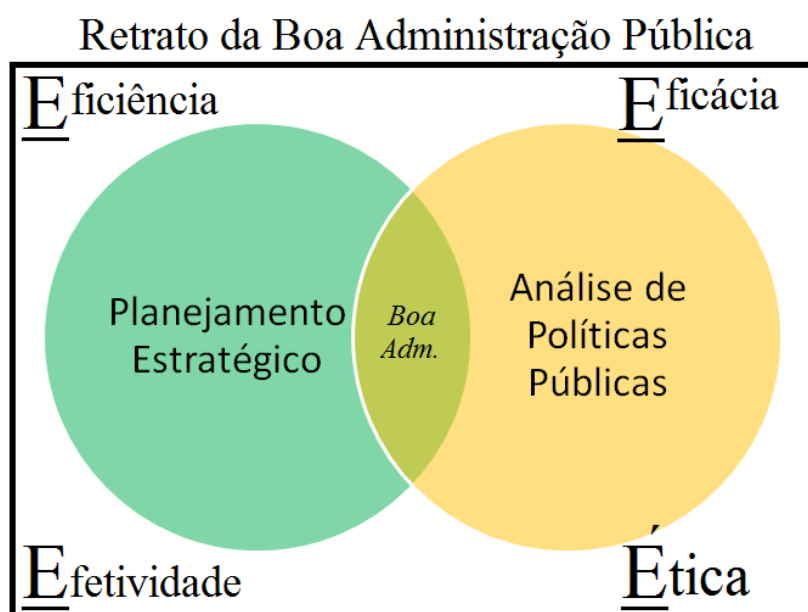 Retrato da Boa Administração Pública
Eficiência
Eficácia
Planejamento
Estratégico
Boa
Adm.
Análise de
Políticas
Públicas
Efetividade
Ética